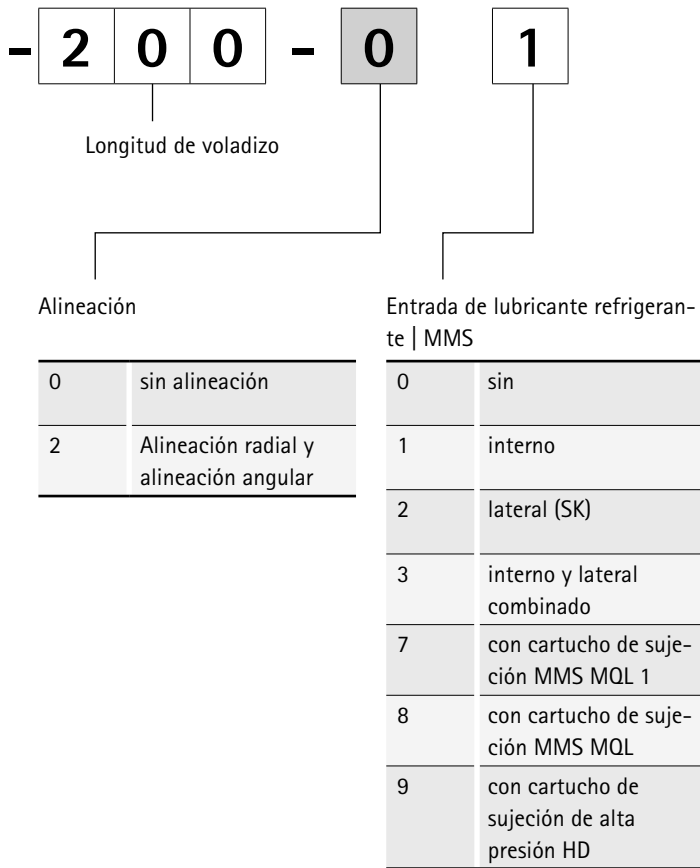 - 2 0 0 - 0 1
Longitud de voladizo
Alineación
0 sin alineación
2 Alineación radial y
alineación angular
Entrada de lubricante refrigeran-
te | MMS
0 sin
1 interno
2 lateral (SK)
3 interno y lateral
combinado
7 con cartucho de suje-
ción MMS MQL 1
8 con cartucho de suje-
ción MMS MQL
9 con cartucho de
sujeción de alta
presión HD